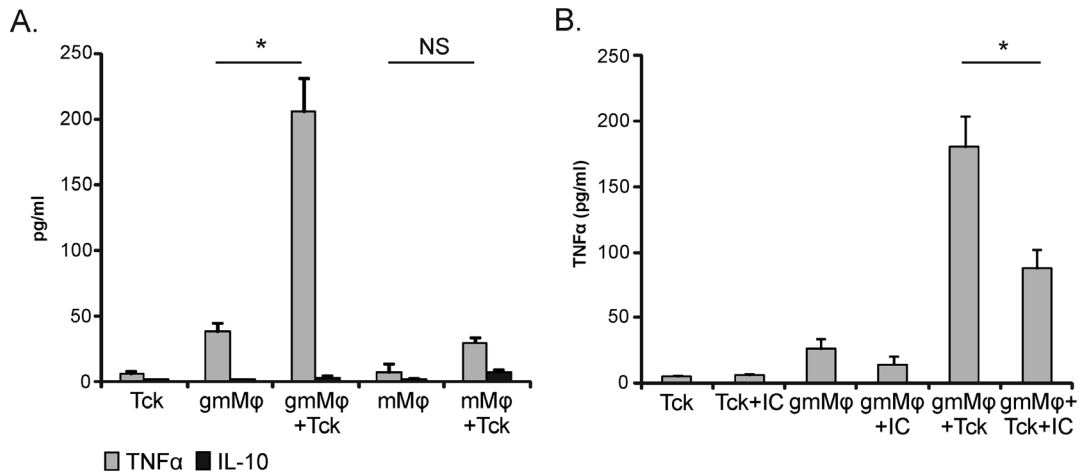 A.
* NS
250
200
150
100
50
0
pg/ml
Tck gmMφ gmMφ mMφ mMφ
+Tck +Tck
TNFα IL-10
B.
*
250
200
150
100
50
0
TNFα (pg/ml)
Tck Tck+IC gmMφ gmMφ gmMφ gmMφ+
+IC +Tck Tck+IC